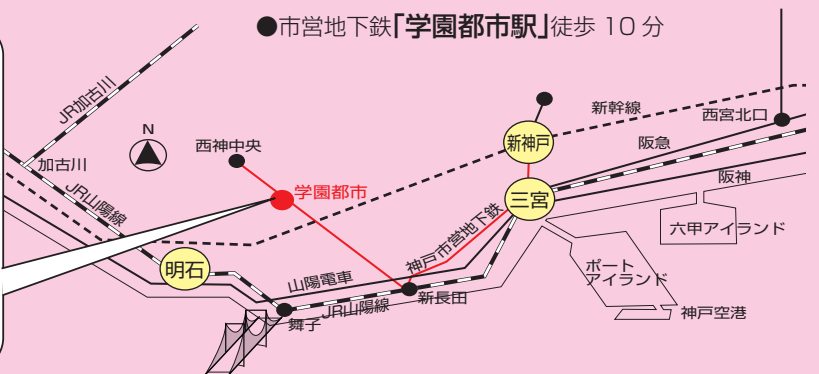 ●市営地下鉄「学園都市駅」徒歩 10 分
JR加古川
新幹線
西宮北口
N
西神中央
新神戸
阪急
加古川
阪神
学園都市
三宮
JR山陽線
神戸市営地下鉄
六甲アイランド
明石
山陽電車
ポート
アイランド
新長田
JR山陽線
舞子
神戸空港